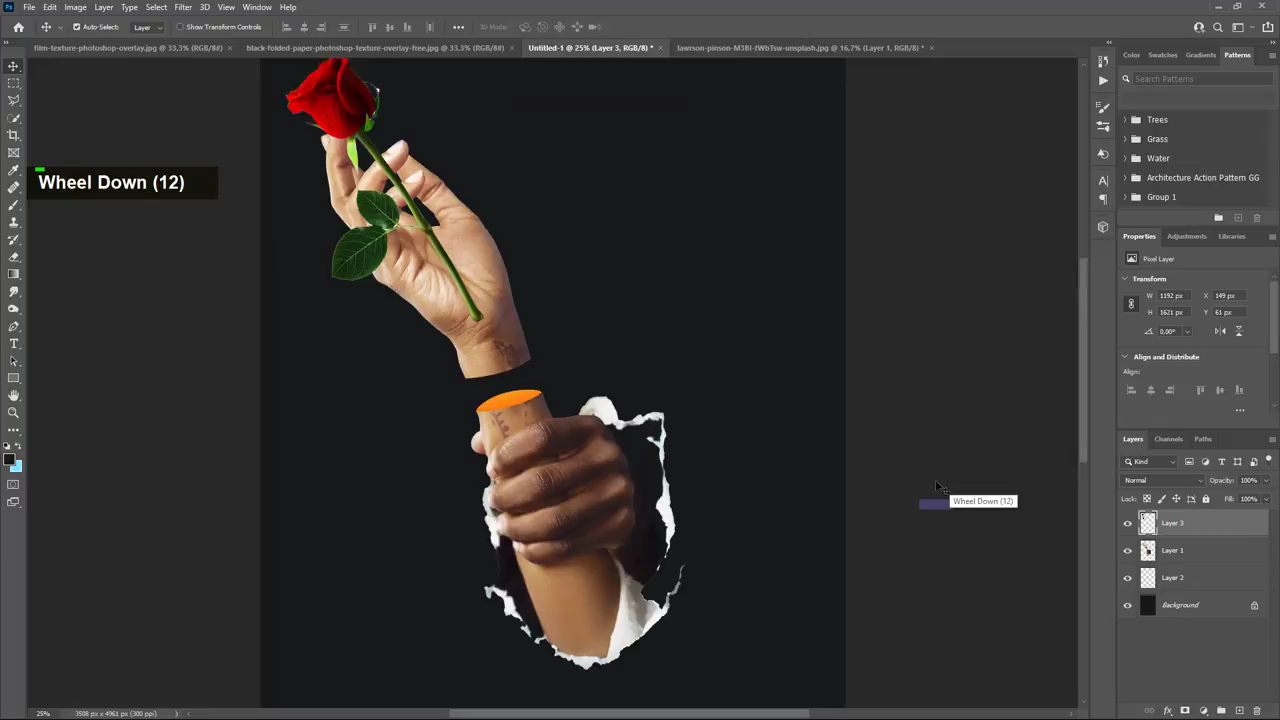 File Edit Image Layer Type Select Filter 3D View Window Help
Auto-Select: Layer Show Transform Controls 3D Mode:
film-texture-photoshop-overlay.jpg @ 33,3% (RGB/8#) × black-folded-paper-photoshop-texture-overlay-free.jpg @ 33,3% (RGB/8#) × Untitled-1 @ 25% (Layer 3, RGB/8) * × lawrson-pinson-M3BI-fWbTsw-unsplash.jpg @ 16,7% (Layer 1, RGB/8) * ×
Color Swatches Gradients Patterns
Search Patterns
Trees
Grass
Water
Architecture Action Pattern GG
Group 1
Wheel Down (12)
Properties Adjustments Libraries
Pixel Layer
Transform
W 1192 px X 149 px
H 1621 px Y 61 px
0,00°
Align and Distribute
Align:
Layers Channels Paths
Kind
Normal Opacity: 100%
Lock: Fill: 100%
Wheel Down (12)
Layer 3
Layer 1
Layer 2
Background
25% 3508 px x 4961 px (300 ppi)